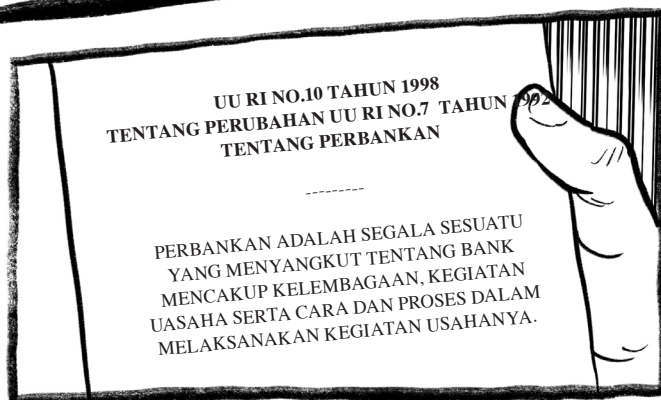 UU RI NO.10 TAHUN 1998
TENTANG PERUBAHAN UU RI NO.7 TAHUN 1992
TENTANG PERBANKAN
---------
PERBANKAN ADALAH SEGALA SESUATU
YANG MENYANGKUT TENTANG BANK
MENCAKUP KELEMBAGAAN, KEGIATAN
UASAHA SERTA CARA DAN PROSES DALAM
MELAKSANAKAN KEGIATAN USAHANYA.